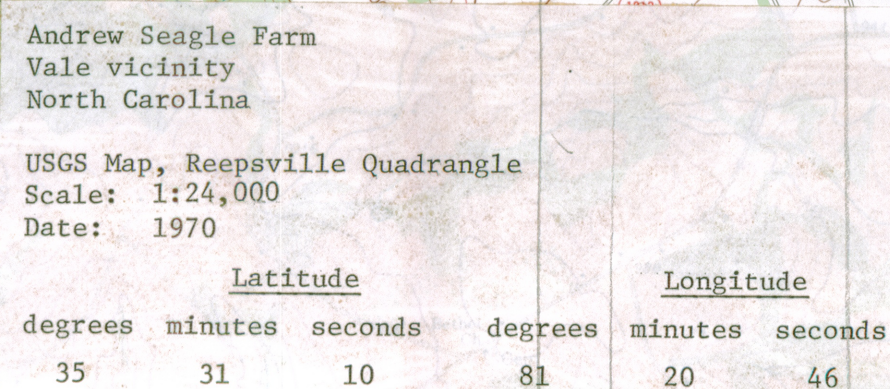 Andrew Seagle Farm
Vale vicinity
North Carolina
USGS Map, Reepsville Quadrangle
Scale: 1:24,000
Date: 1970
Latitude Longitude
degrees minutes seconds degrees minutes seconds
35 31 10 81 20 46